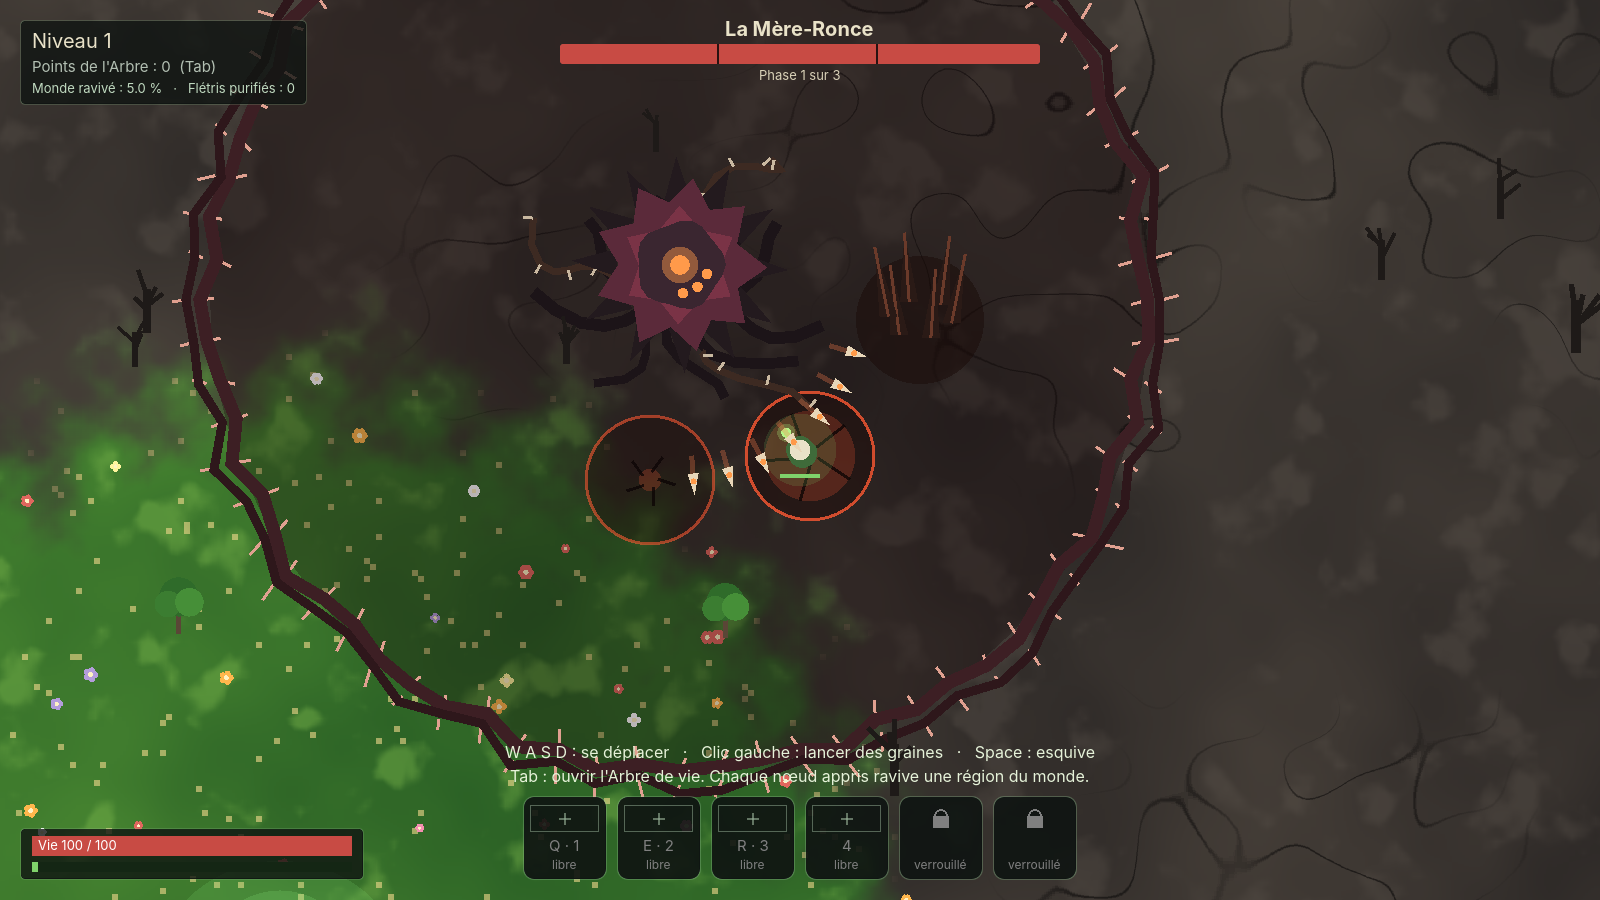 Niveau 1
Points de l'Arbre : 0 (Tab)
Monde ravivé : 5.0 % · Flétris purifiés : 0
La Mère-Ronce
Phase 1 sur 3
W A S D : se déplacer · Clic gauche : lancer des graines · Space : esquive
Tab : ouvrir l'Arbre de vie. Chaque nœud appris ravive une région du monde.
Vie 100 / 100
Q · 1
libre
E · 2
libre
R · 3
libre
4
libre
verrouillé
verrouillé